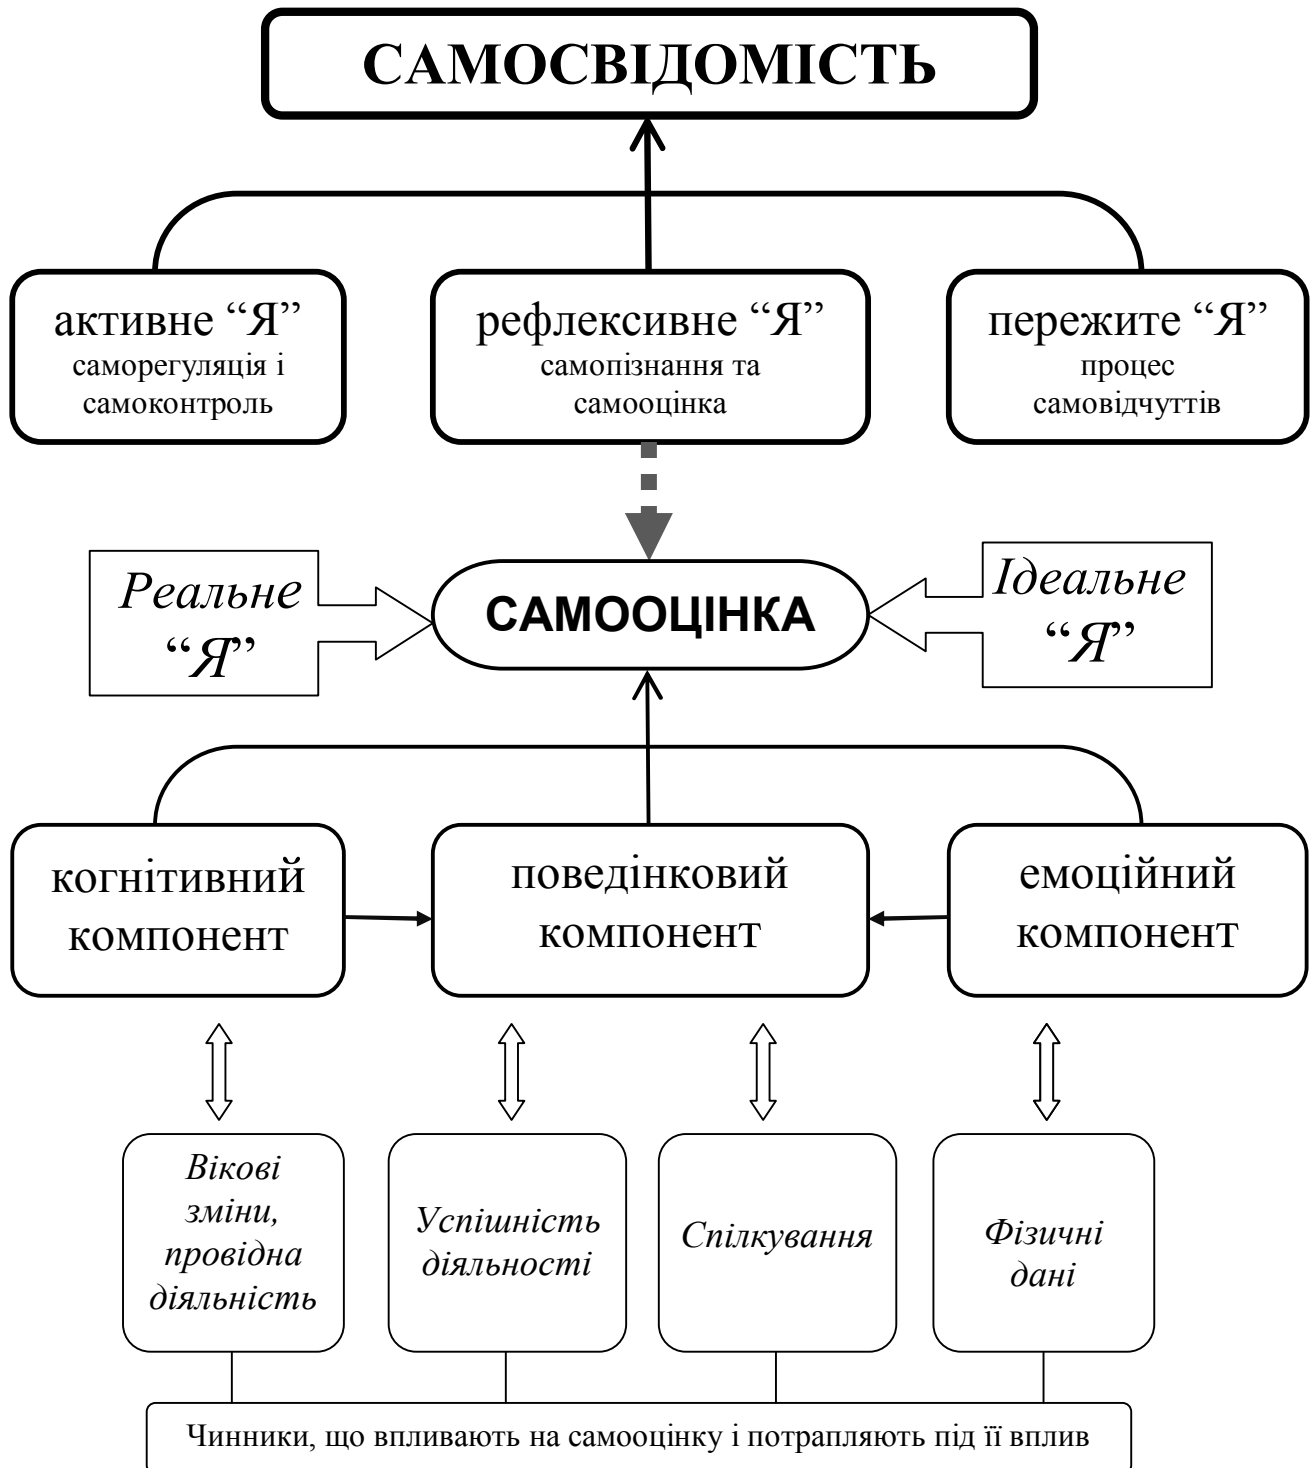 САМОСВІДОМІСТЬ
активне “Я”
саморегуляція і
самоконтроль
рефлексивне “Я”
самопізнання та
самооцінка
пережите “Я”
процес
самовідчуттів
Реальне
“Я”
САМООЦІНКА
Ідеальне
“Я”
когнітивний
компонент
поведінковий
компонент
емоційний
компонент
Вікові
зміни,
провідна
діяльність
Успішність
діяльності
Спілкування
Фізичні
дані
Чинники, що впливають на самооцінку і потрапляють під її вплив